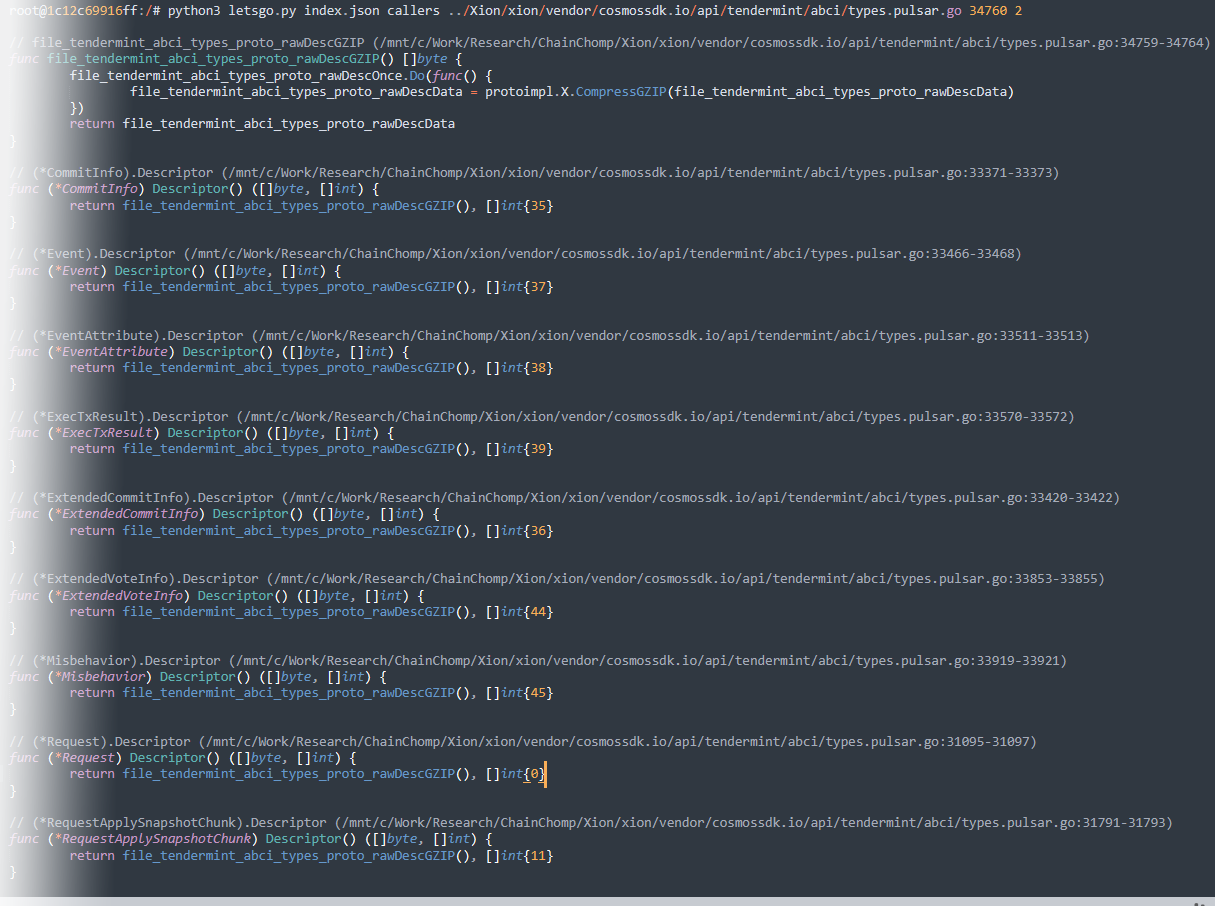 root@1c12c69916ff:/# python3 letsgo.py index.json callers ../Xion/xion/vendor/cosmossdk.io/api/tendermint/abci/types.pulsar.go 34760 2
// file_tendermint_abci_types_proto_rawDescGZIP (/mnt/c/Work/Research/ChainChomp/Xion/xion/vendor/cosmossdk.io/api/tendermint/abci/types.pulsar.go:34759-34764)
func file_tendermint_abci_types_proto_rawDescGZIP() []byte {
file_tendermint_abci_types_proto_rawDescOnce.Do(func() {
file_tendermint_abci_types_proto_rawDescData = protoimpl.X.CompressGZIP(file_tendermint_abci_types_proto_rawDescData)
})
return file_tendermint_abci_types_proto_rawDescData
}
// (*CommitInfo).Descriptor (/mnt/c/Work/Research/ChainChomp/Xion/xion/vendor/cosmossdk.io/api/tendermint/abci/types.pulsar.go:33371-33373)
func (*CommitInfo) Descriptor() ([]byte, []int) {
return file_tendermint_abci_types_proto_rawDescGZIP(), []int{35}
}
// (*Event).Descriptor (/mnt/c/Work/Research/ChainChomp/Xion/xion/vendor/cosmossdk.io/api/tendermint/abci/types.pulsar.go:33466-33468)
func (*Event) Descriptor() ([]byte, []int) {
return file_tendermint_abci_types_proto_rawDescGZIP(), []int{37}
}
// (*EventAttribute).Descriptor (/mnt/c/Work/Research/ChainChomp/Xion/xion/vendor/cosmossdk.io/api/tendermint/abci/types.pulsar.go:33511-33513)
func (*EventAttribute) Descriptor() ([]byte, []int) {
return file_tendermint_abci_types_proto_rawDescGZIP(), []int{38}
}
// (*ExecTxResult).Descriptor (/mnt/c/Work/Research/ChainChomp/Xion/xion/vendor/cosmossdk.io/api/tendermint/abci/types.pulsar.go:33570-33572)
func (*ExecTxResult) Descriptor() ([]byte, []int) {
return file_tendermint_abci_types_proto_rawDescGZIP(), []int{39}
}
// (*ExtendedCommitInfo).Descriptor (/mnt/c/Work/Research/ChainChomp/Xion/xion/vendor/cosmossdk.io/api/tendermint/abci/types.pulsar.go:33420-33422)
func (*ExtendedCommitInfo) Descriptor() ([]byte, []int) {
return file_tendermint_abci_types_proto_rawDescGZIP(), []int{36}
}
// (*ExtendedVoteInfo).Descriptor (/mnt/c/Work/Research/ChainChomp/Xion/xion/vendor/cosmossdk.io/api/tendermint/abci/types.pulsar.go:33853-33855)
func (*ExtendedVoteInfo) Descriptor() ([]byte, []int) {
return file_tendermint_abci_types_proto_rawDescGZIP(), []int{44}
}
// (*Misbehavior).Descriptor (/mnt/c/Work/Research/ChainChomp/Xion/xion/vendor/cosmossdk.io/api/tendermint/abci/types.pulsar.go:33919-33921)
func (*Misbehavior) Descriptor() ([]byte, []int) {
return file_tendermint_abci_types_proto_rawDescGZIP(), []int{45}
}
// (*Request).Descriptor (/mnt/c/Work/Research/ChainChomp/Xion/xion/vendor/cosmossdk.io/api/tendermint/abci/types.pulsar.go:31095-31097)
func (*Request) Descriptor() ([]byte, []int) {
return file_tendermint_abci_types_proto_rawDescGZIP(), []int{0}
}
// (*RequestApplySnapshotChunk).Descriptor (/mnt/c/Work/Research/ChainChomp/Xion/xion/vendor/cosmossdk.io/api/tendermint/abci/types.pulsar.go:31791-31793)
func (*RequestApplySnapshotChunk) Descriptor() ([]byte, []int) {
return file_tendermint_abci_types_proto_rawDescGZIP(), []int{11}
}